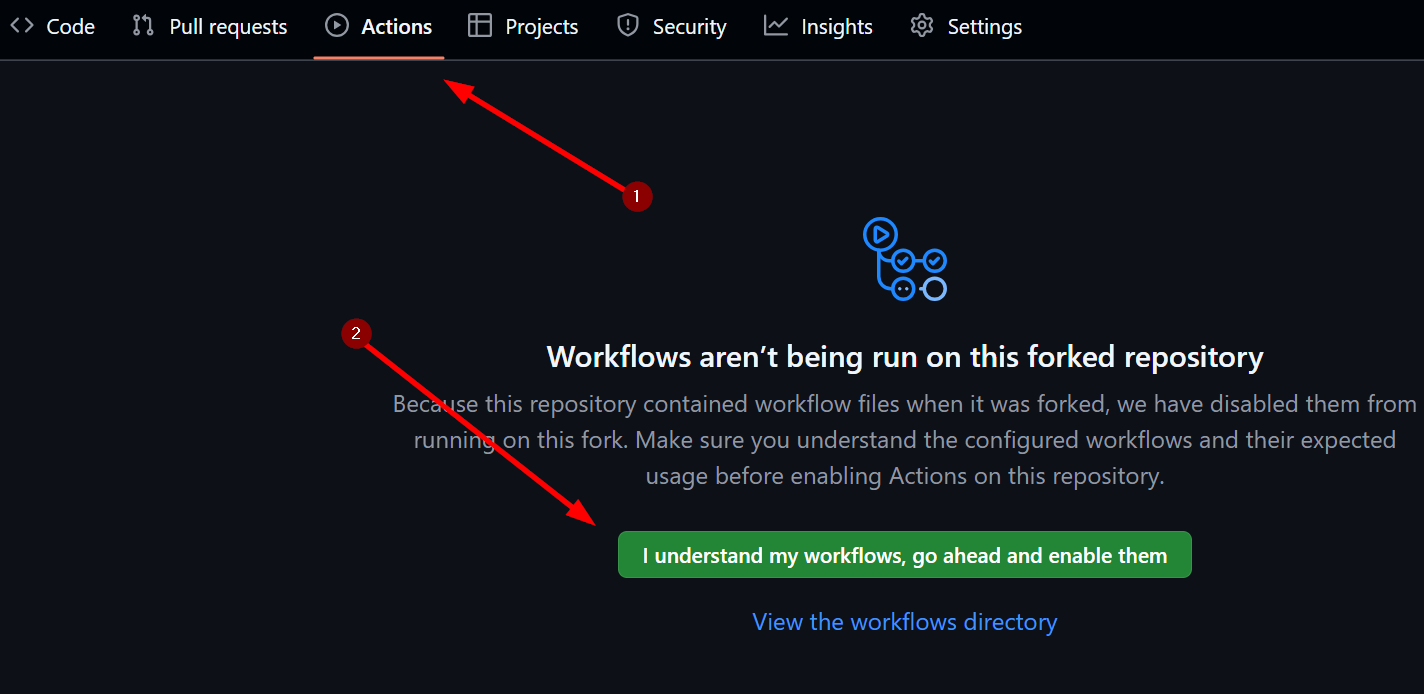 Code Pull requests Actions Projects Security Insights Settings
1
2
Workflows aren’t being run on this forked repository
Because this repository contained workflow files when it was forked, we have disabled them from
running on this fork. Make sure you understand the configured workflows and their expected
usage before enabling Actions on this repository.
I understand my workflows, go ahead and enable them
View the workflows directory